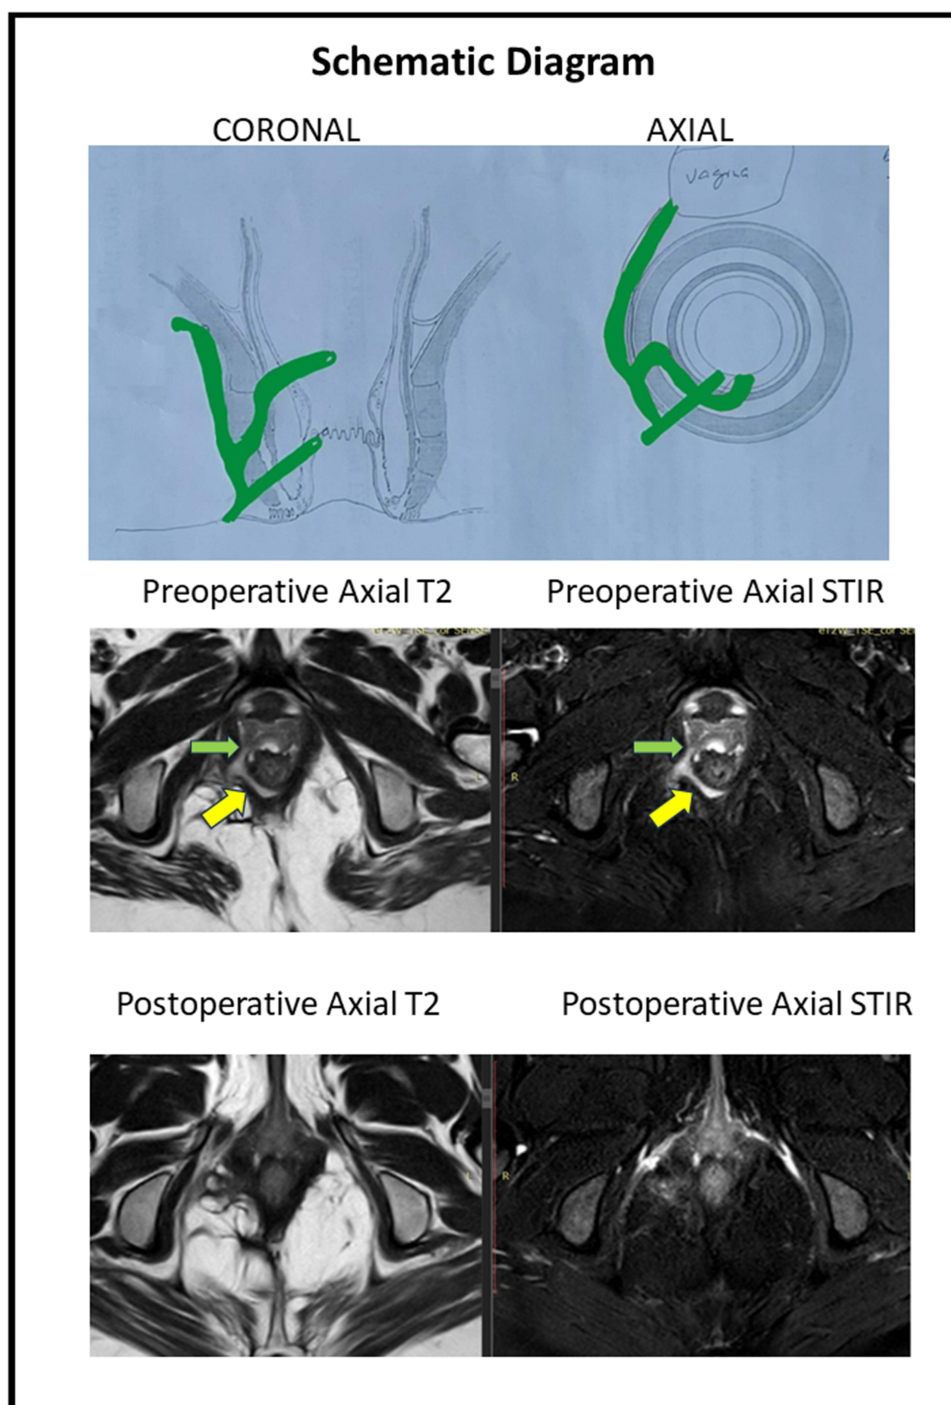 Schematic Diagram
CORONAL
AXIAL
vagina
Preoperative Axial T2
Preoperative Axial STIR
L
R
Postoperative Axial T2
Postoperative Axial STIR
L
R